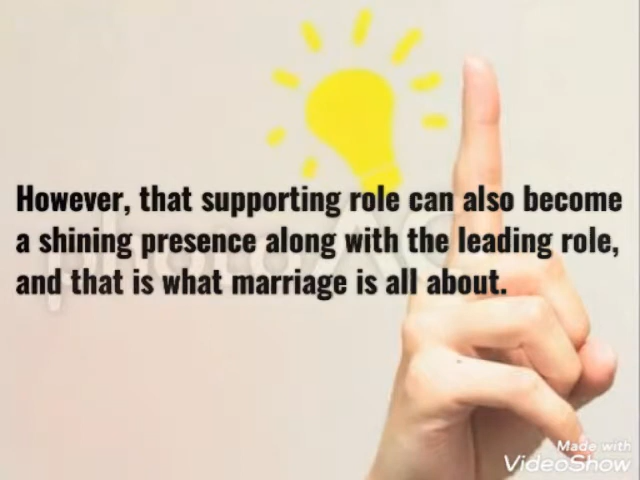 However, that supporting role can also become
a shining presence along with the leading role,
and that is what marriage is all about.
Made with
VideoShow